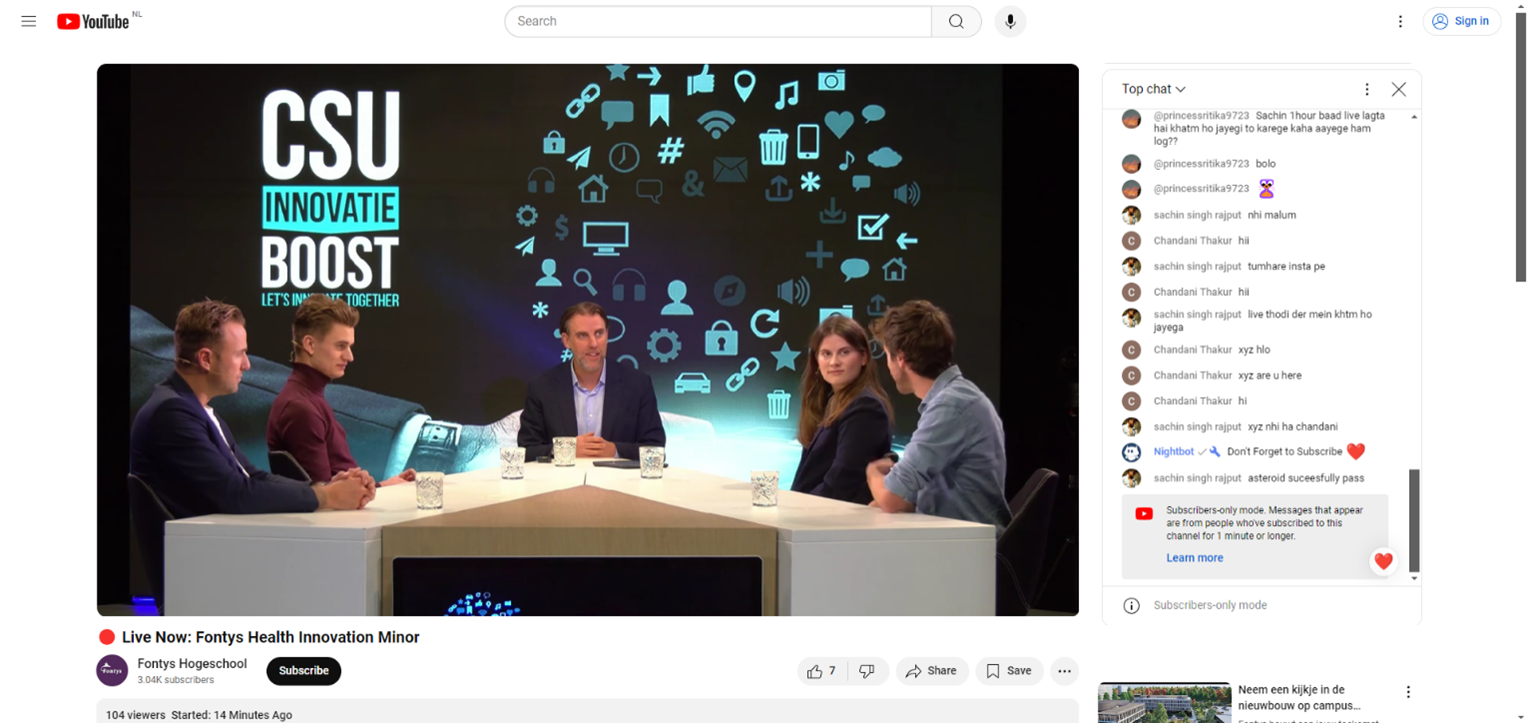 YouTube NL
Search
Sign in
CSU
INNOVATIE
BOOST
Top chat
@princessritika9723 Sachin 1hour baad live lagta
hai khatm ho jayegi to karege kaha aayege ham
log??
@princessritika9723 bolo
@princessritika9723
sachin singh rajput nhi malum
C Chandani Thakur hii
sachin singh rajput tumhare insta pe
C Chandani Thakur hii
sachin singh rajput live thodi der mein khtm ho
jayega
C Chandani Thakur xyz hlo
C Chandani Thakur xyz are u here
C Chandani Thakur hi
sachin singh rajput xyz nhi ha chandani
Nightbot Don't Forget to Subscribe ❤️
sachin singh rajput asteroid suceesfully pass
Subscribers-only mode. Messages that appear
are from people who've subscribed to this
channel for 1 minute or longer.
Learn more
Subscribers-only mode
🔴 Live Now: Fontys Health Innovation Minor
Fontys
Fontys Hogeschool
3.04K subscribers
Subscribe
7
Share
Save
104 viewers Started: 14 Minutes Ago
Neem een kijkje in de
nieuwbouw op campus...